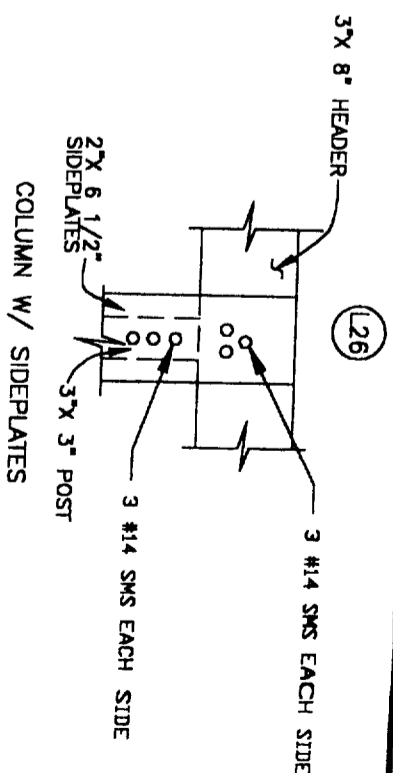 3"X 8" HEADER
L26
3 #14 SMS EACH SIDE
2"X 6 1/2"
SIDEPLATES
3"X 3" POST
3 #14 SMS EACH SIDE
COLUMN W/ SIDEPLATES